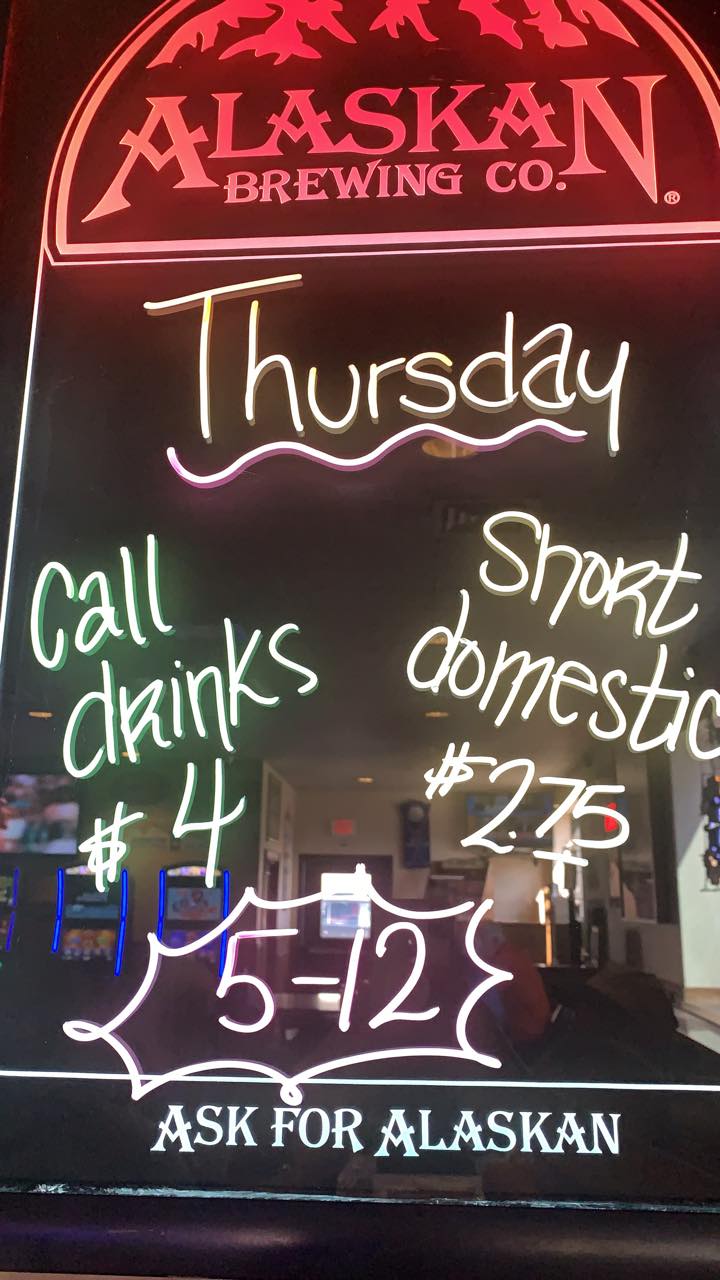 ALASKAN
BREWING CO.®
Thursday
Call
drinks
$4
Short
domestic
$2.75
5-12
ASK FOR ALASKAN